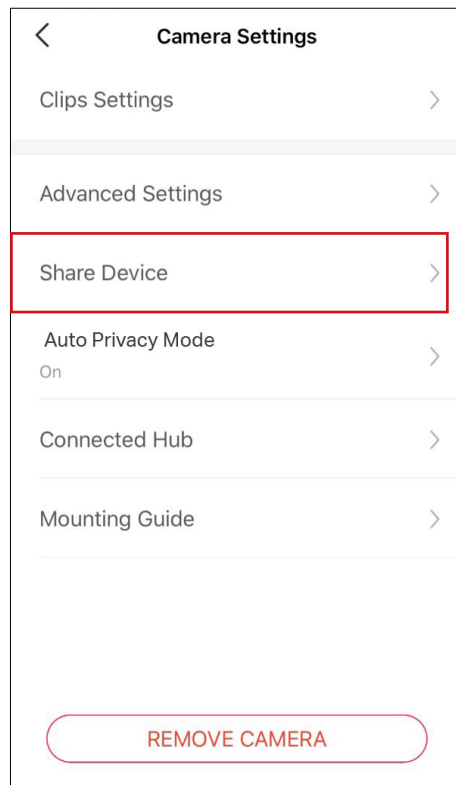 Camera Settings
Clips Settings
Advanced Settings
Share Device
Auto Privacy Mode
On
Connected Hub
Mounting Guide
REMOVE CAMERA